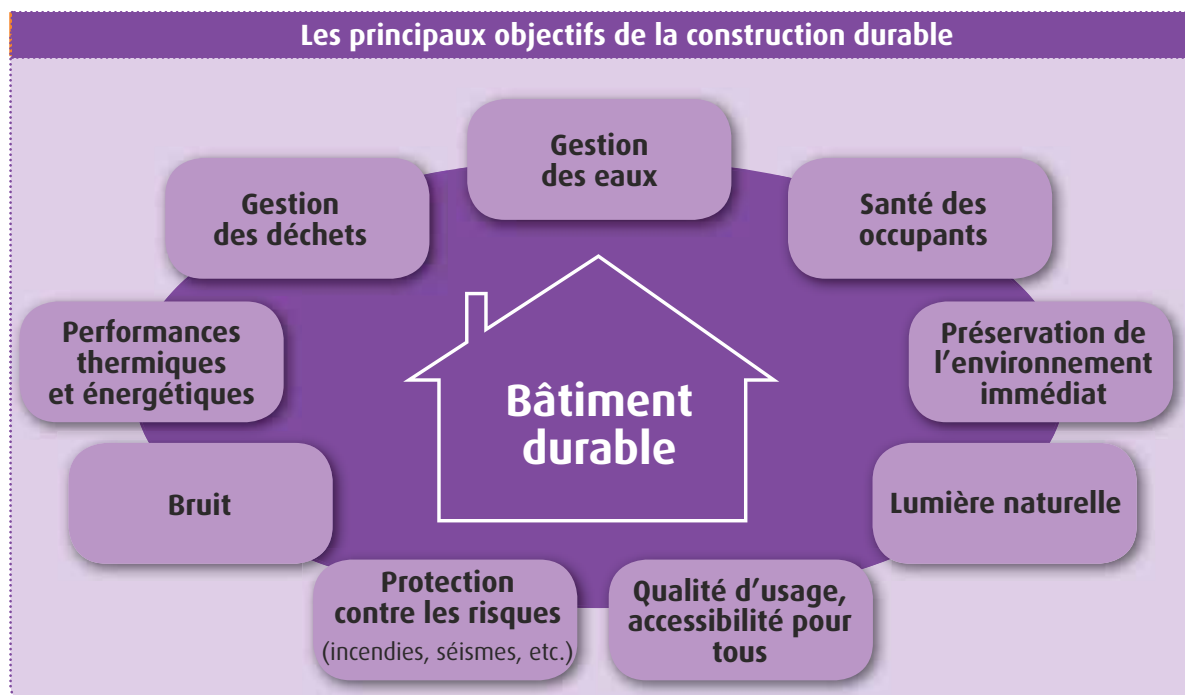 Les principaux objectifs de la construction durable
Gestion
des eaux
Gestion
des déchets
Santé des
occupants
Performances
thermiques
et énergétiques
Préservation de
l'environnement
immédiat
Bâtiment
durable
Bruit
Lumière naturelle
Protection
contre les risques
(incendies, séismes, etc.)
Qualité d'usage,
accessibilité pour
tous